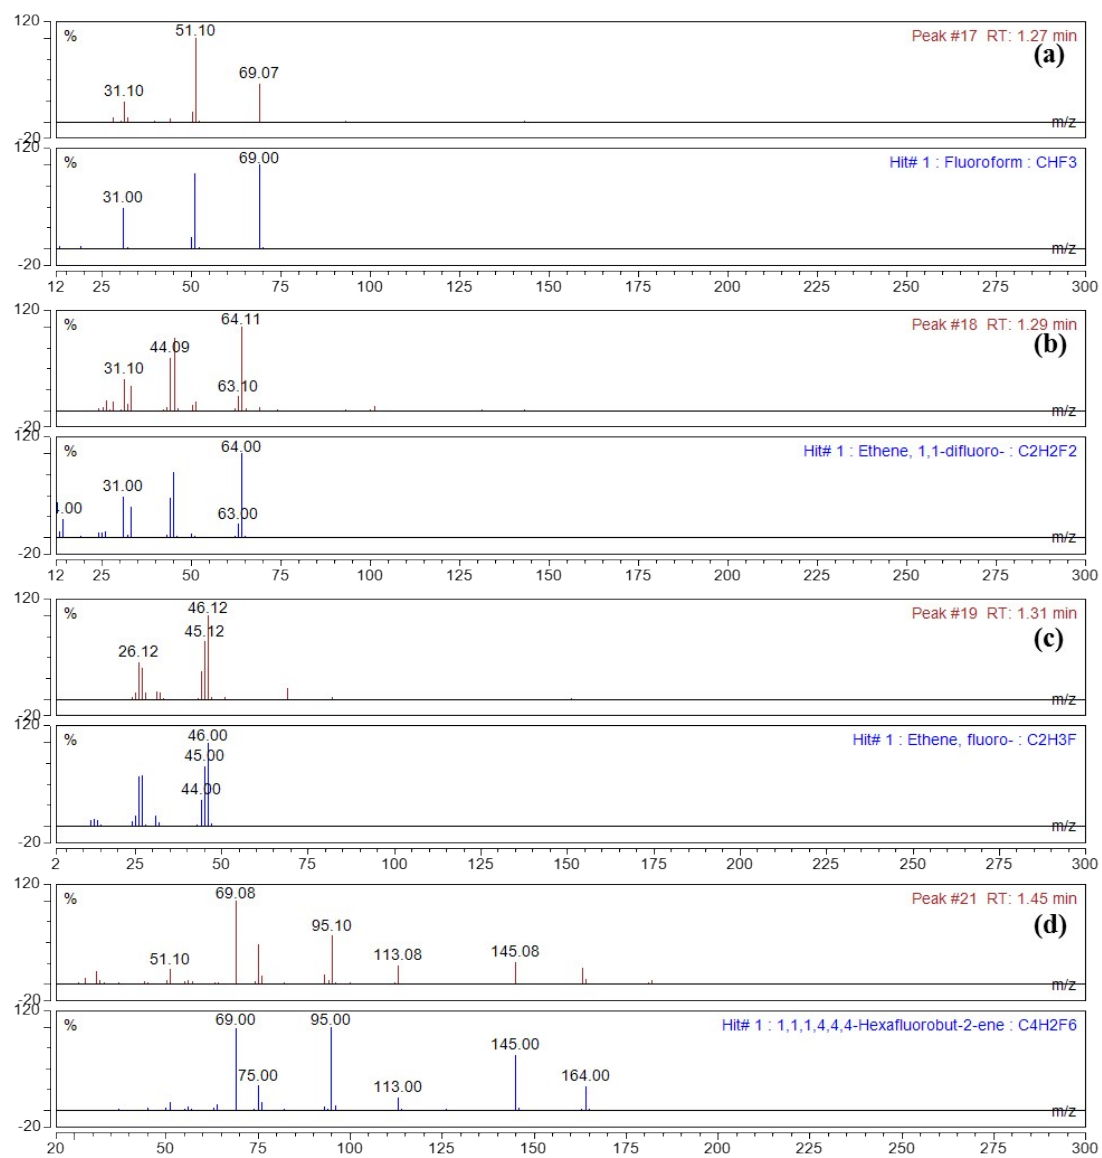 120
%
51.10
Peak #17 RT: 1.27 min
(a)
69.07
31.10
m/z
-20
120
%
69.00
Hit# 1 : Fluoroform : CHF3
31.00
m/z
-20
12 25 50 75 100 125 150 175 200 225 250 275 300
120
%
64.11
Peak #18 RT: 1.29 min
(b)
44.09
31.10
63.10
m/z
-20
120
%
64.00
Hit# 1 : Ethene, 1,1-difluoro- : C2H2F2
31.00
.00
63.00
m/z
-20
12 25 50 75 100 125 150 175 200 225 250 275 300
120
%
46.12
Peak #19 RT: 1.31 min
(c)
45.12
26.12
m/z
-20
120
%
46.00
Hit# 1 : Ethene, fluoro- : C2H3F
45.00
44.00
m/z
-20
2 25 50 75 100 125 150 175 200 225 250 275 300
120
%
69.08
Peak #21 RT: 1.45 min
(d)
95.10
51.10
113.08
145.08
m/z
-20
120
%
69.00
95.00
Hit# 1 : 1,1,1,4,4,4-Hexafluorobut-2-ene : C4H2F6
145.00
75.00
164.00
113.00
m/z
-20
20 50 75 100 125 150 175 200 225 250 275 300